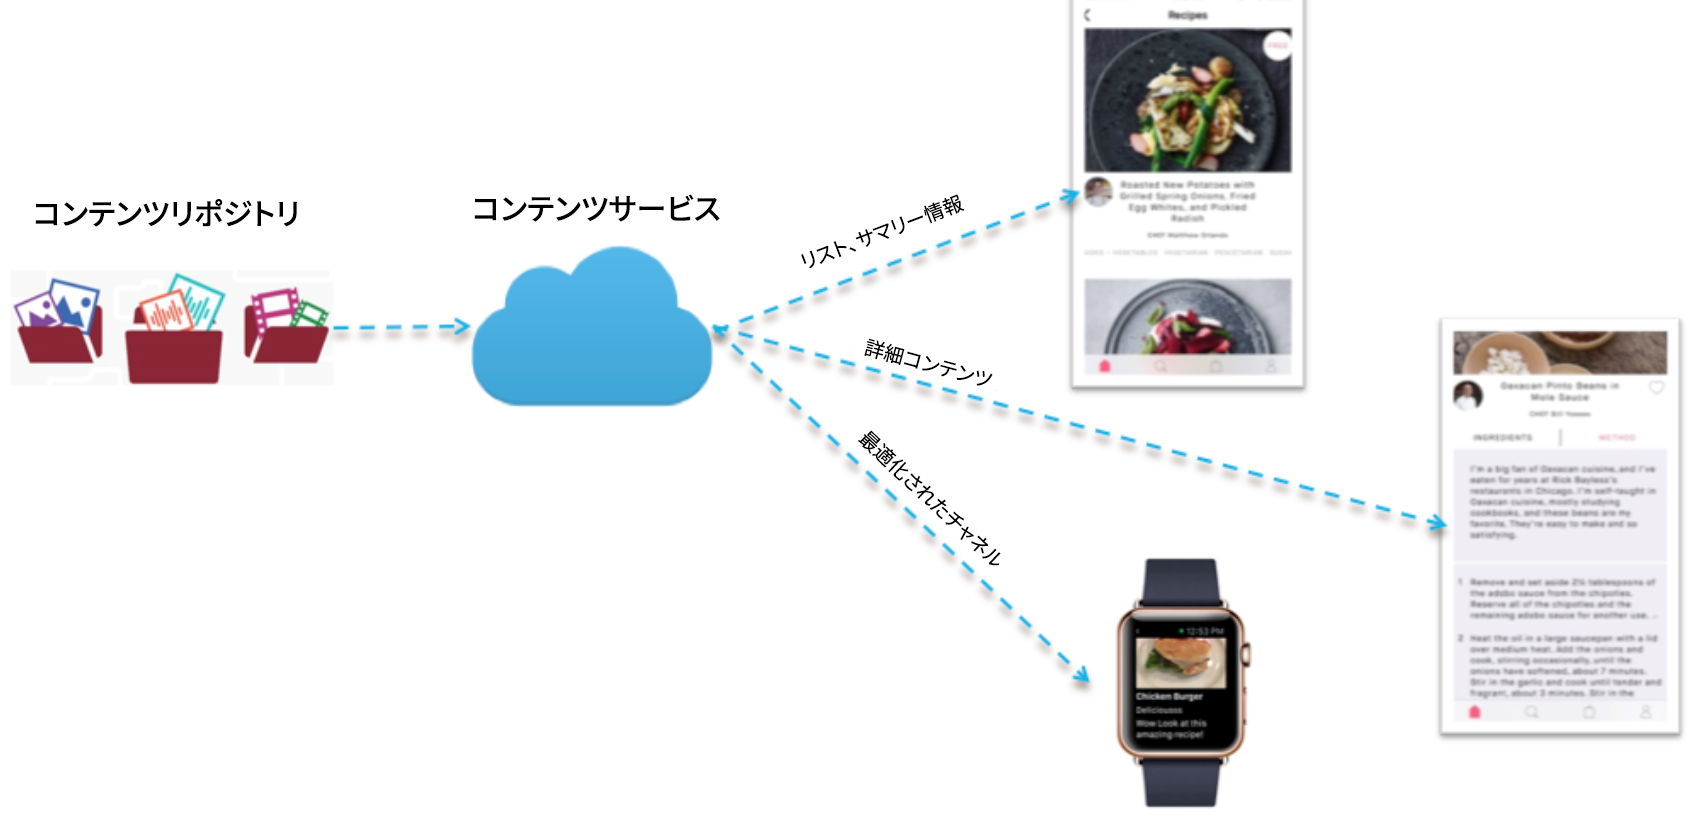 コンテンツリポジトリ
コンテンツサービス
リスト、サマリー情報
詳細コンテンツ
最適化されたチャネル
Recipes
FREE
Roasted New Potatoes with
Grilled Spring Onions, Fried
Egg Whites, and Pickled
Radish
CHEF Matthew Orlando
Oaxacan Pinto Beans in
Mole Sauce
CHEF Bill Yosses
INGREDIENTS
METHOD
I'm a big fan of Oaxacan cuisine, and I've
eaten for years at Rick Bayless's
restaurants in Chicago. I'm self-taught in
Oaxacan cuisine, mostly studying
cookbooks, and these beans are my
favorite. They're easy to make and so
satisfying.
1 Remove and set aside 2½ tablespoons of
the adobo sauce from the chipotles.
Reserve all of the chipotles and the
remaining adobo sauce for another use.
2 Heat the oil in a large saucepan with a lid
over medium heat. Add the onions and
cook, stirring occasionally, until the
onions have softened, about 7 minutes.
Stir in the garlic and cook until tender and
fragrant, about 3 minutes. Stir in the
12:53 PM
Chicken Burger
Deliciousss
Wow Look at this
amazing recipe!